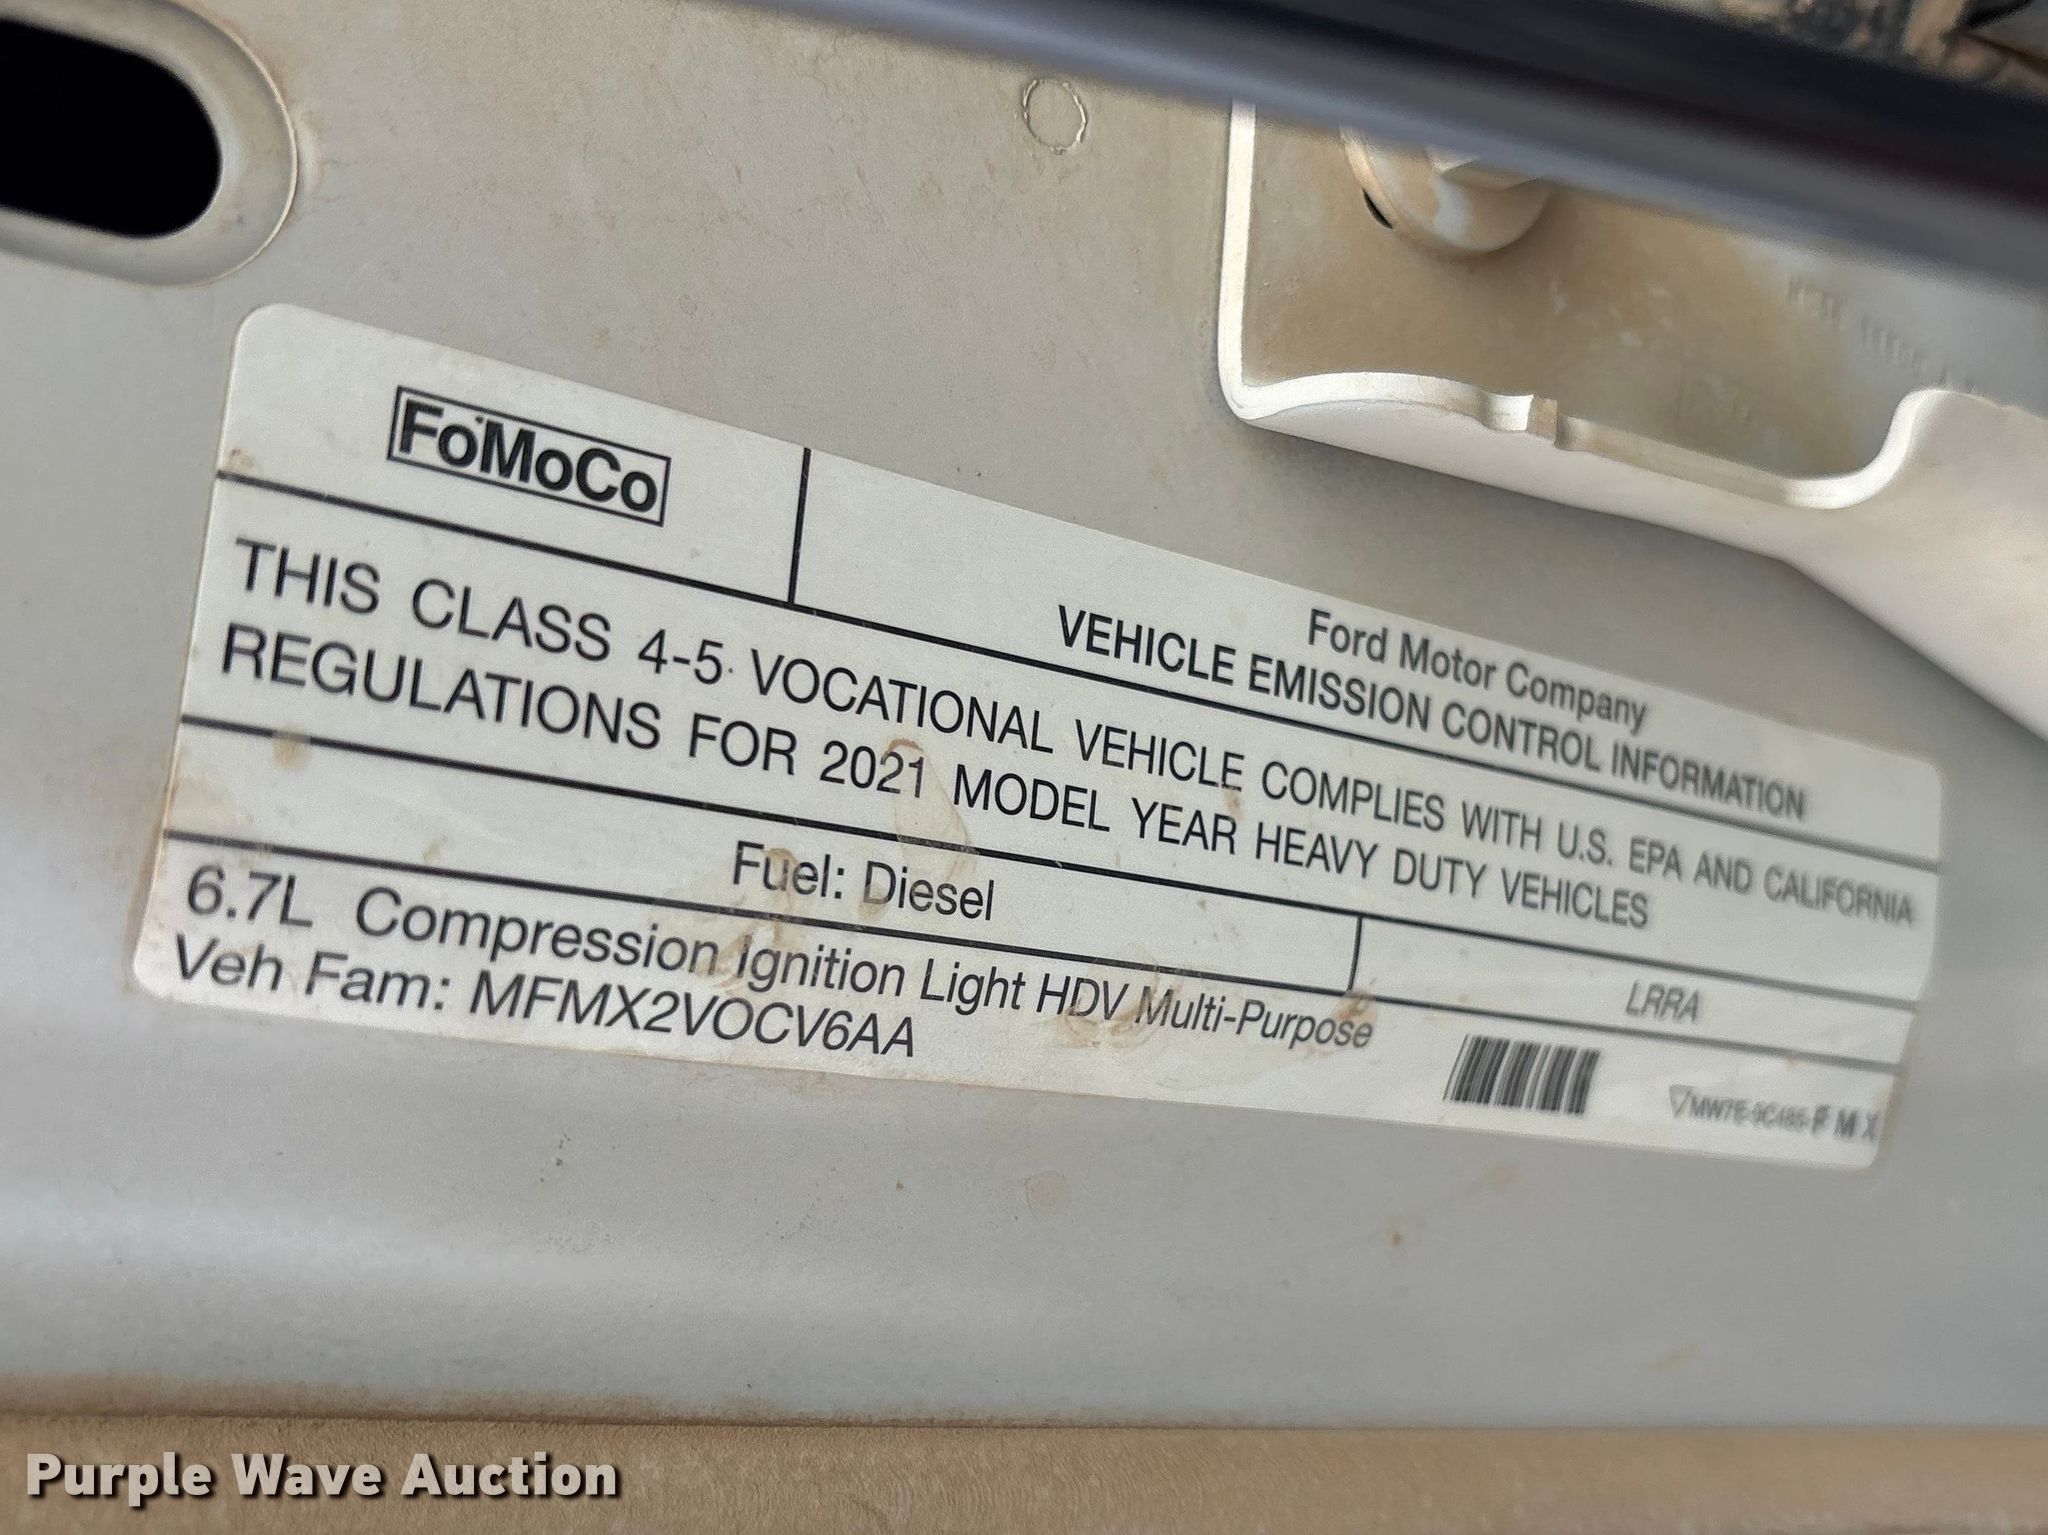 FoMoCo
Ford Motor Company
VEHICLE EMISSION CONTROL INFORMATION
THIS CLASS 4-5 VOCATIONAL VEHICLE COMPLIES WITH U.S. EPA AND CALIFORNIA
REGULATIONS FOR 2021 MODEL YEAR HEAVY DUTY VEHICLES
Fuel: Diesel
LRRA
6.7L Compression Ignition Light HDV Multi-Purpose
Veh Fam: MFMX2VOCV6AA
MW7E-9C485-FMX
Purple Wave Auction